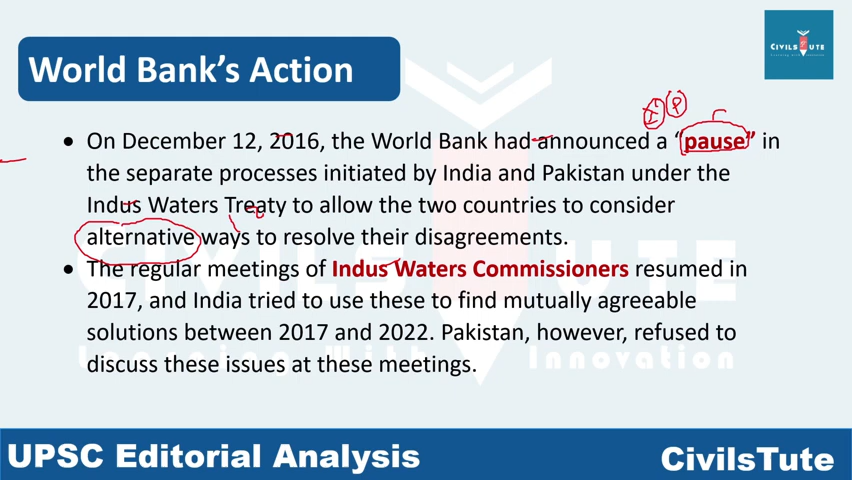 CIVILSTUTE
World Bank's Action
I P
• On December 12, 2016, the World Bank had announced a "pause" in
the separate processes initiated by India and Pakistan under the
Indus Waters Treaty to allow the two countries to consider
alternative ways to resolve their disagreements.
• The regular meetings of Indus Waters Commissioners resumed in
2017, and India tried to use these to find mutually agreeable
solutions between 2017 and 2022. Pakistan, however, refused to
discuss these issues at these meetings.
Learning With Innovation
UPSC Editorial Analysis
CivilsTute